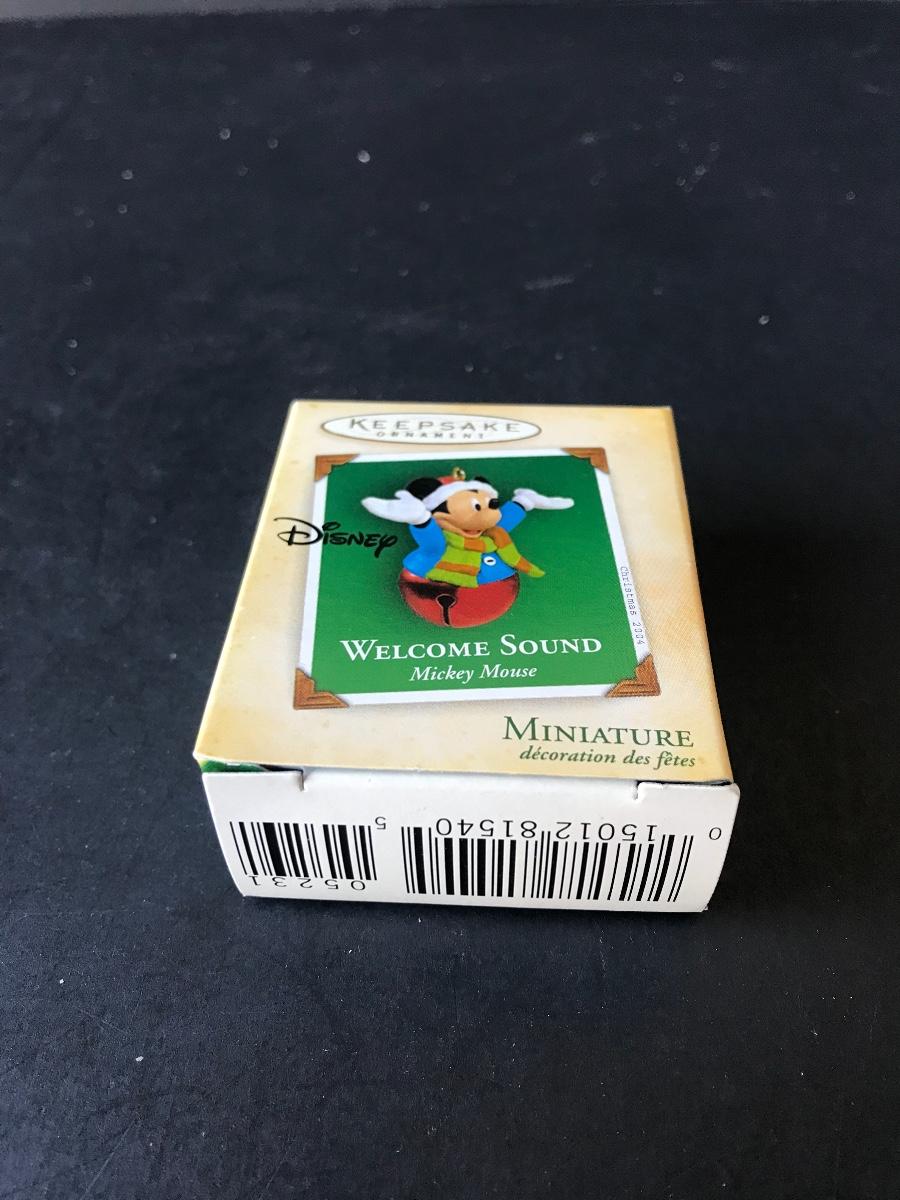 KEEPSAKE
ORNAMENT
Disney
Christmas 2004
WELCOME SOUND
Mickey Mouse
MINIATURE
décoration des fêtes
0 15012 81540 5
05231